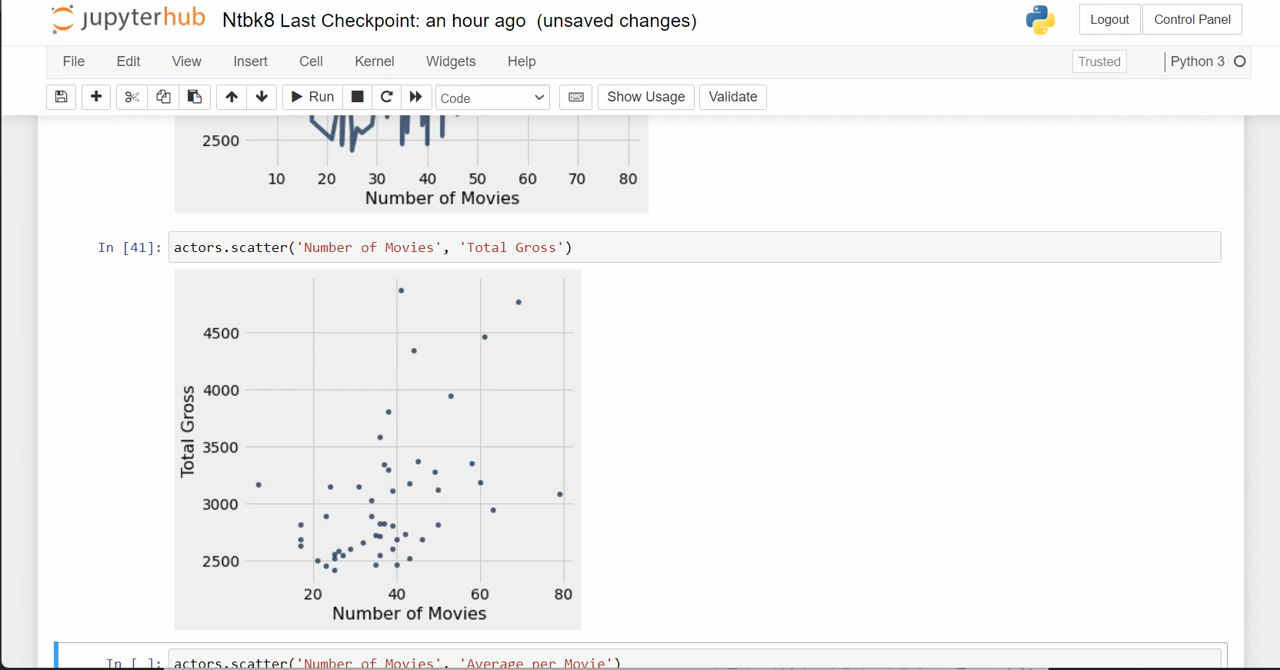 jupyterhub Ntbk8 Last Checkpoint: an hour ago (unsaved changes) Logout Control Panel
File Edit View Insert Cell Kernel Widgets Help Trusted Python 3
Run Code Show Usage Validate
2500
10 20 30 40 50 60 70 80
Number of Movies
In [41]: actors.scatter('Number of Movies', 'Total Gross')
4500
4000
Total Gross
3500
3000
2500
20 40 60 80
Number of Movies
In [ ]: actors.scatter('Number of Movies', 'Average per Movie')